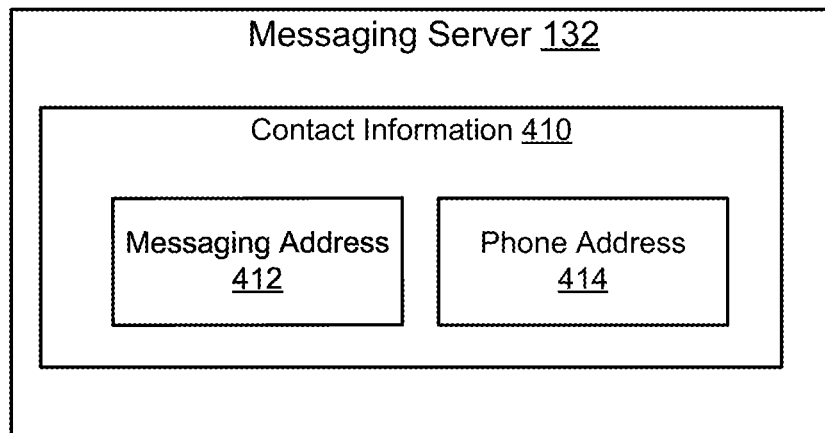 Messaging Server 132
Contact Information 410
Messaging Address
412
Phone Address
414